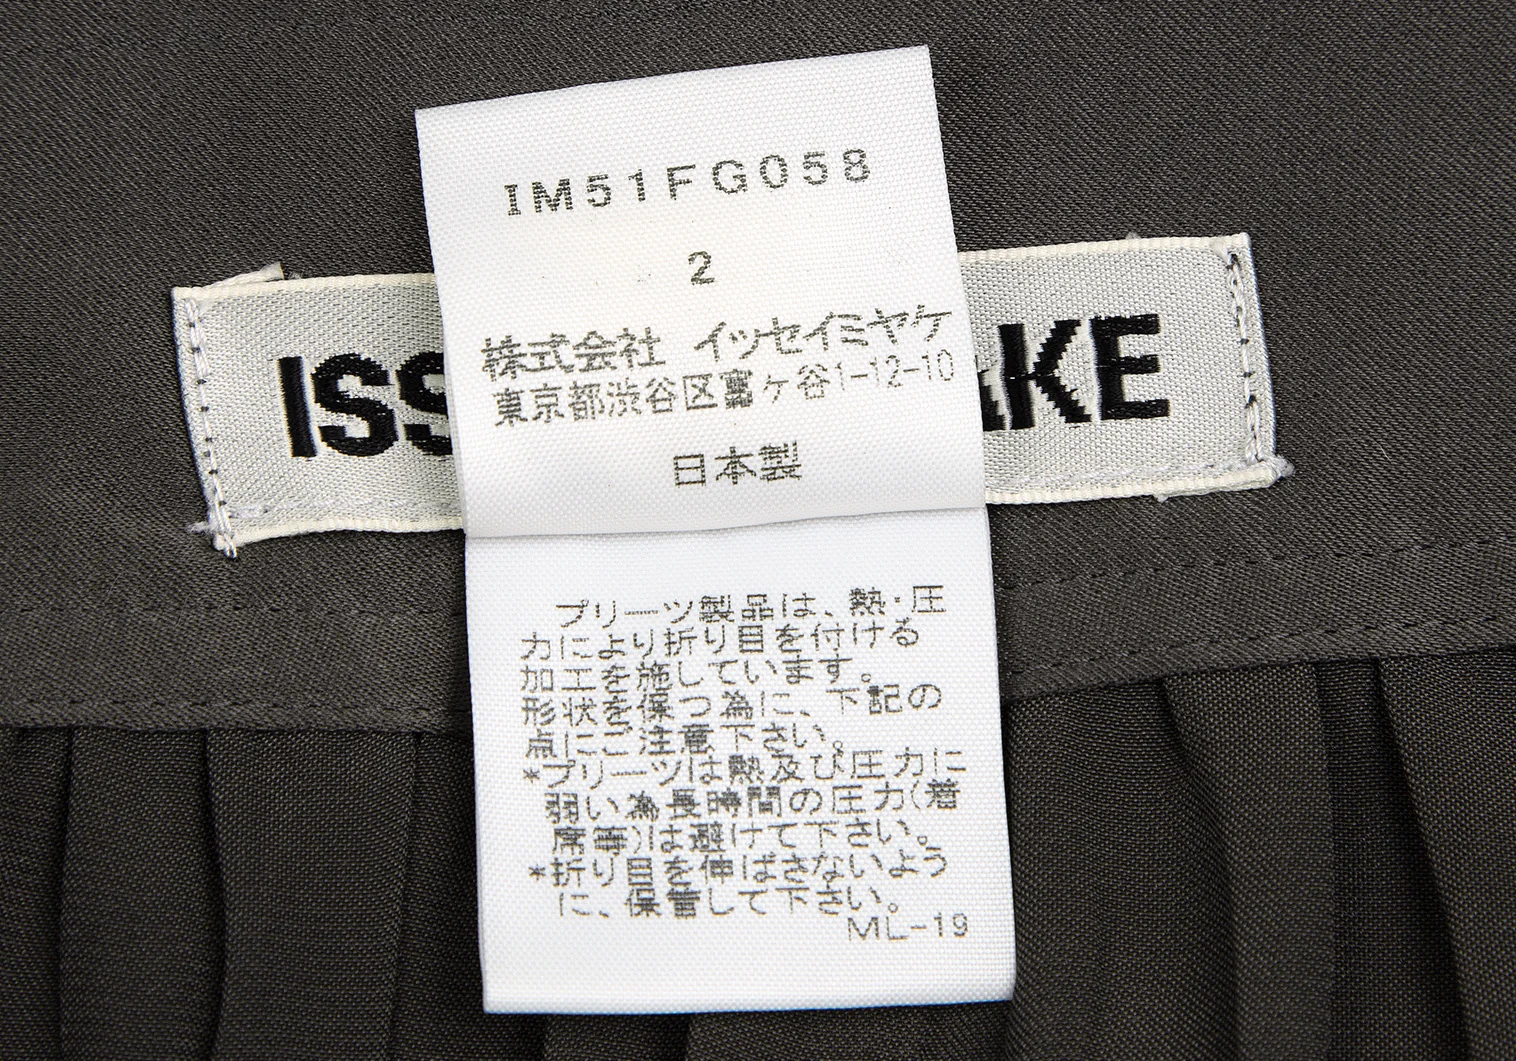 IM51FG058
2
株式会社 イッセイミヤケ
東京都渋谷区富ヶ谷1-12-10
日本製
ISS
AKE
プリーツ製品は、熱・圧
力により折り目を付ける
加工を施しています。
形状を保つ為に、下記の
点にご注意下さい。
*プリーツは熱及び圧力に
弱い為長時間の圧力(着
席等)は避けて下さい。
*折り目を伸ばさないよう
に、保管して下さい。
ML-19